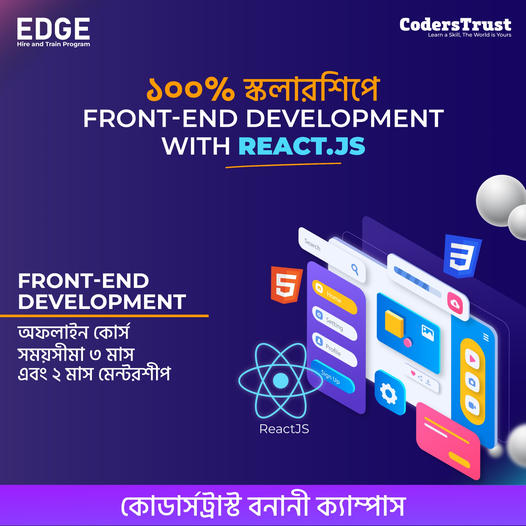 EDGE
Hire and Train Program
CodersTrust
Learn a Skill, The World is Yours
১০০% স্কলারশিপে
FRONT-END DEVELOPMENT
WITH REACT.JS
Search
Home
Setting
Profile
Sign Up
5
3
FRONT-END
DEVELOPMENT
অফলাইন কোর্স
সময়সীমা ৩ মাস
এবং ২ মাস মেন্টরশীপ
ReactJS
কোডার্সট্রাস্ট বনানী ক্যাম্পাস